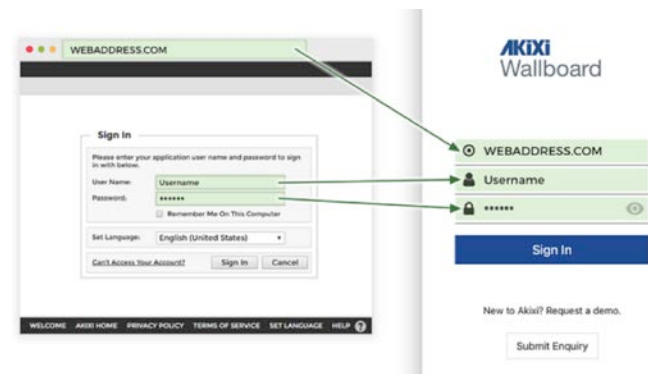 WEBADDRESS.COM
Sign In
Please enter your application user name and password to sign
in with below.
User Name:
Username
Password:
******
Remember Me On This Computer
Set Language:
English (United States)
Can't Access Your Account?
Sign In
Cancel
WELCOME AKIXI HOME PRIVACY POLICY TERMS OF SERVICE SET LANGUAGE HELP ?
AKiXi
Wallboard
WEBADDRESS.COM
Username
******
Sign In
New to Akixi? Request a demo.
Submit Enquiry